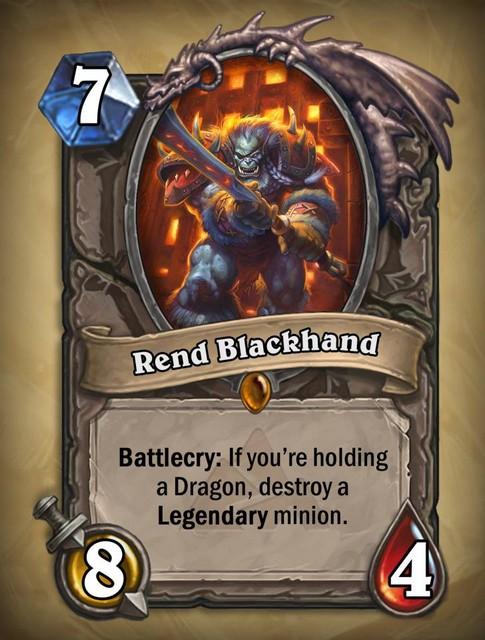 7
Rend Blackhand
Battlecry: If you're holding
a Dragon, destroy a
Legendary minion.
8
4